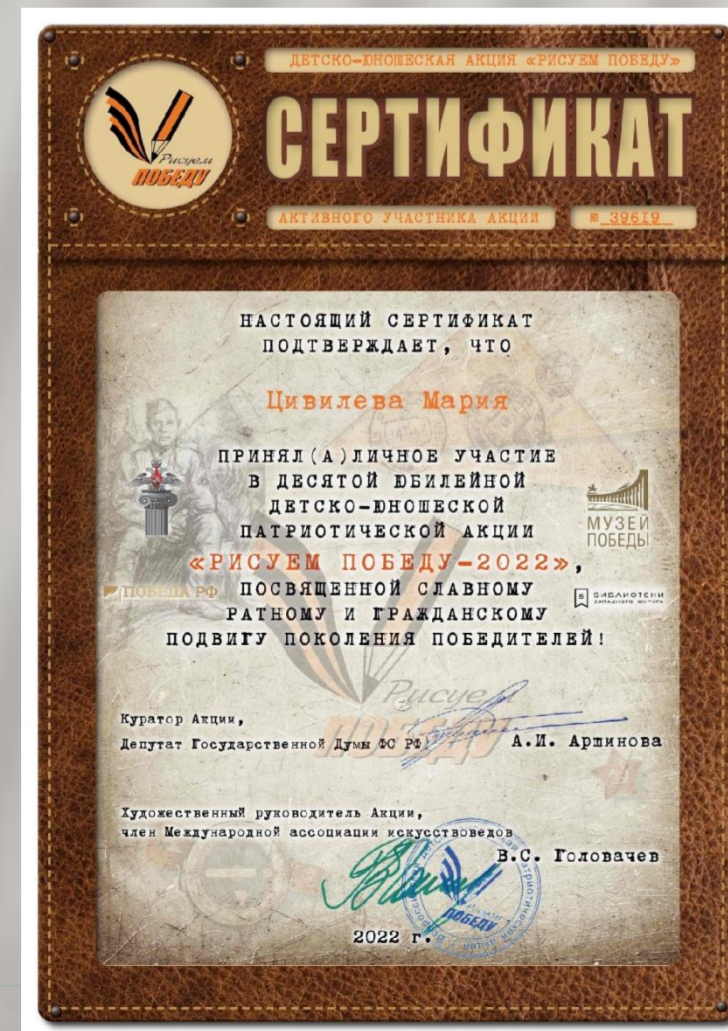 ДЕТСКО-ЮНОШЕСКАЯ АКЦИЯ «РИСУЕМ ПОБЕДУ»
Рисуем
ПОБЕДУ
СЕРТИФИКАТ
АКТИВНОГО УЧАСТНИКА АКЦИИ
№ 39619
НАСТОЯЩИЙ СЕРТИФИКАТ
ПОДТВЕРЖДАЕТ, ЧТО
Цивилева Мария
ПРИНЯЛ(А)ЛИЧНОЕ УЧАСТИЕ
В ДЕСЯТОЙ ЮБИЛЕЙНОЙ
ДЕТСКО-ЮНОШЕСКОЙ
ПАТРИОТИЧЕСКОЙ АКЦИИ
«РИСУЕМ ПОБЕДУ-2022»,
ПОСВЯЩЕННОЙ СЛАВНОМУ
РАТНОМУ И ГРАЖДАНСКОМУ
ПОДВИГУ ПОКОЛЕНИЯ ПОБЕДИТЕЛЕЙ!
МУЗЕЙ
ПОБЕДЫ
ПОБЕДА РФ
БИБЛИОТЕКИ
ЗАПАДНОГО ОКРУГА
Рисуем
ПОБЕДУ
Куратор Акции,
Депутат Государственной Думы ФС РФ
А.И. Аршинова
Художественный руководитель Акции,
член Международной ассоциации искусствоведов
В.С. Головачев
ПОБЕДУ
2022 г.